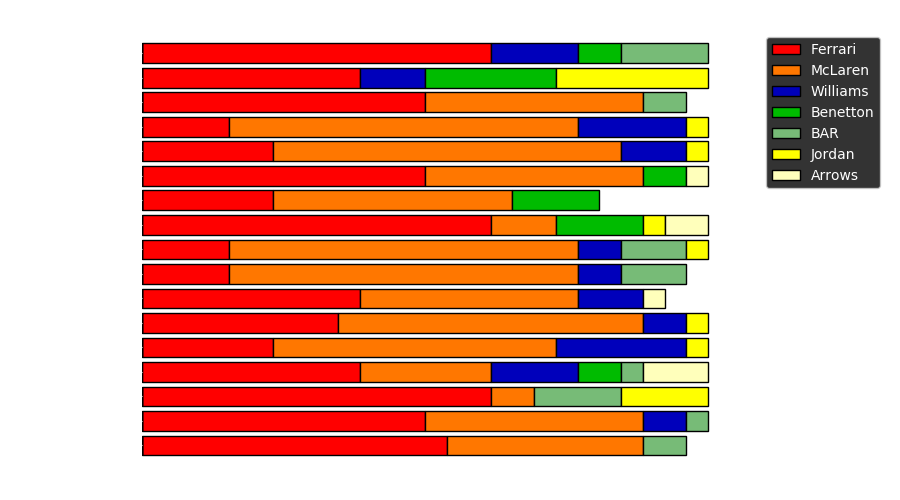 Ferrari
McLaren
Williams
Benetton
BAR
Jordan
Arrows